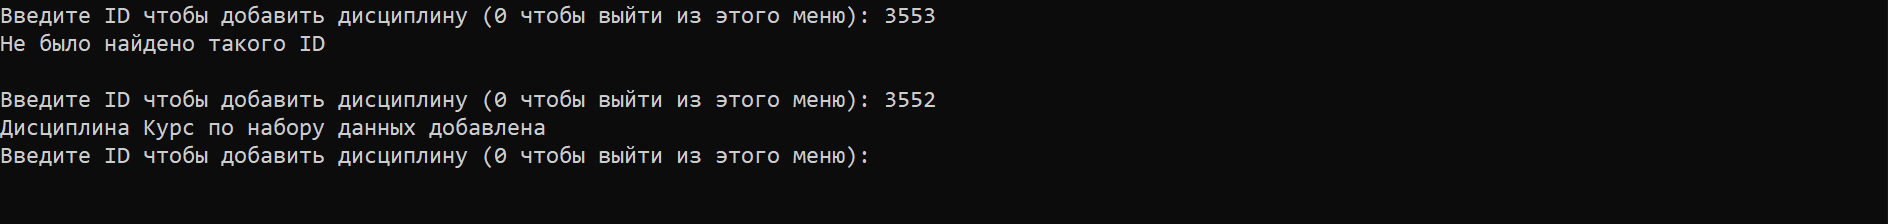 Введите ID чтобы добавить дисциплину (0 чтобы выйти из этого меню): 3553
Не было найдено такого ID
Введите ID чтобы добавить дисциплину (0 чтобы выйти из этого меню): 3552
Дисциплина Курс по набору данных добавлена
Введите ID чтобы добавить дисциплину (0 чтобы выйти из этого меню):